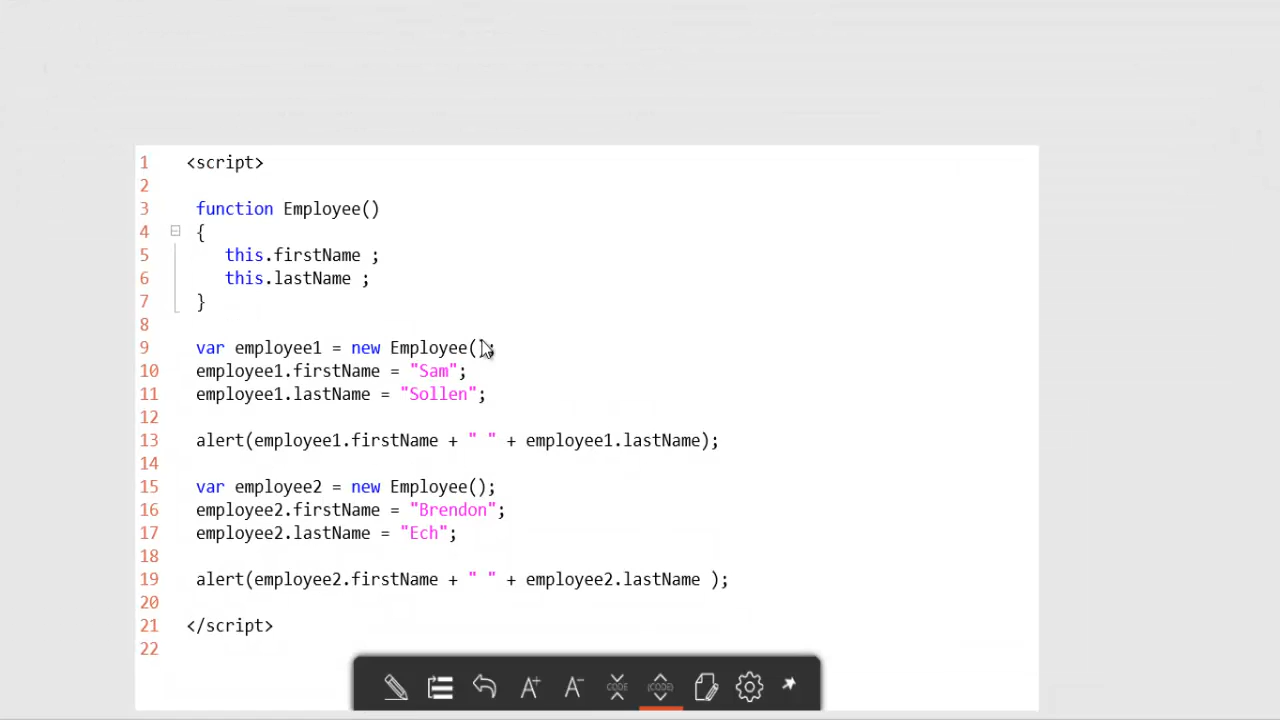 1 <script>
2
3 function Employee()
4 {
5 this.firstName ;
6 this.lastName ;
7 }
8
9 var employee1 = new Employee();
10 employee1.firstName = "Sam";
11 employee1.lastName = "Sollen";
12
13 alert(employee1.firstName + " " + employee1.lastName);
14
15 var employee2 = new Employee();
16 employee2.firstName = "Brendon";
17 employee2.lastName = "Ech";
18
19 alert(employee2.firstName + " " + employee2.lastName );
20
21 </script>
22
A+ A- CODE (CODE)